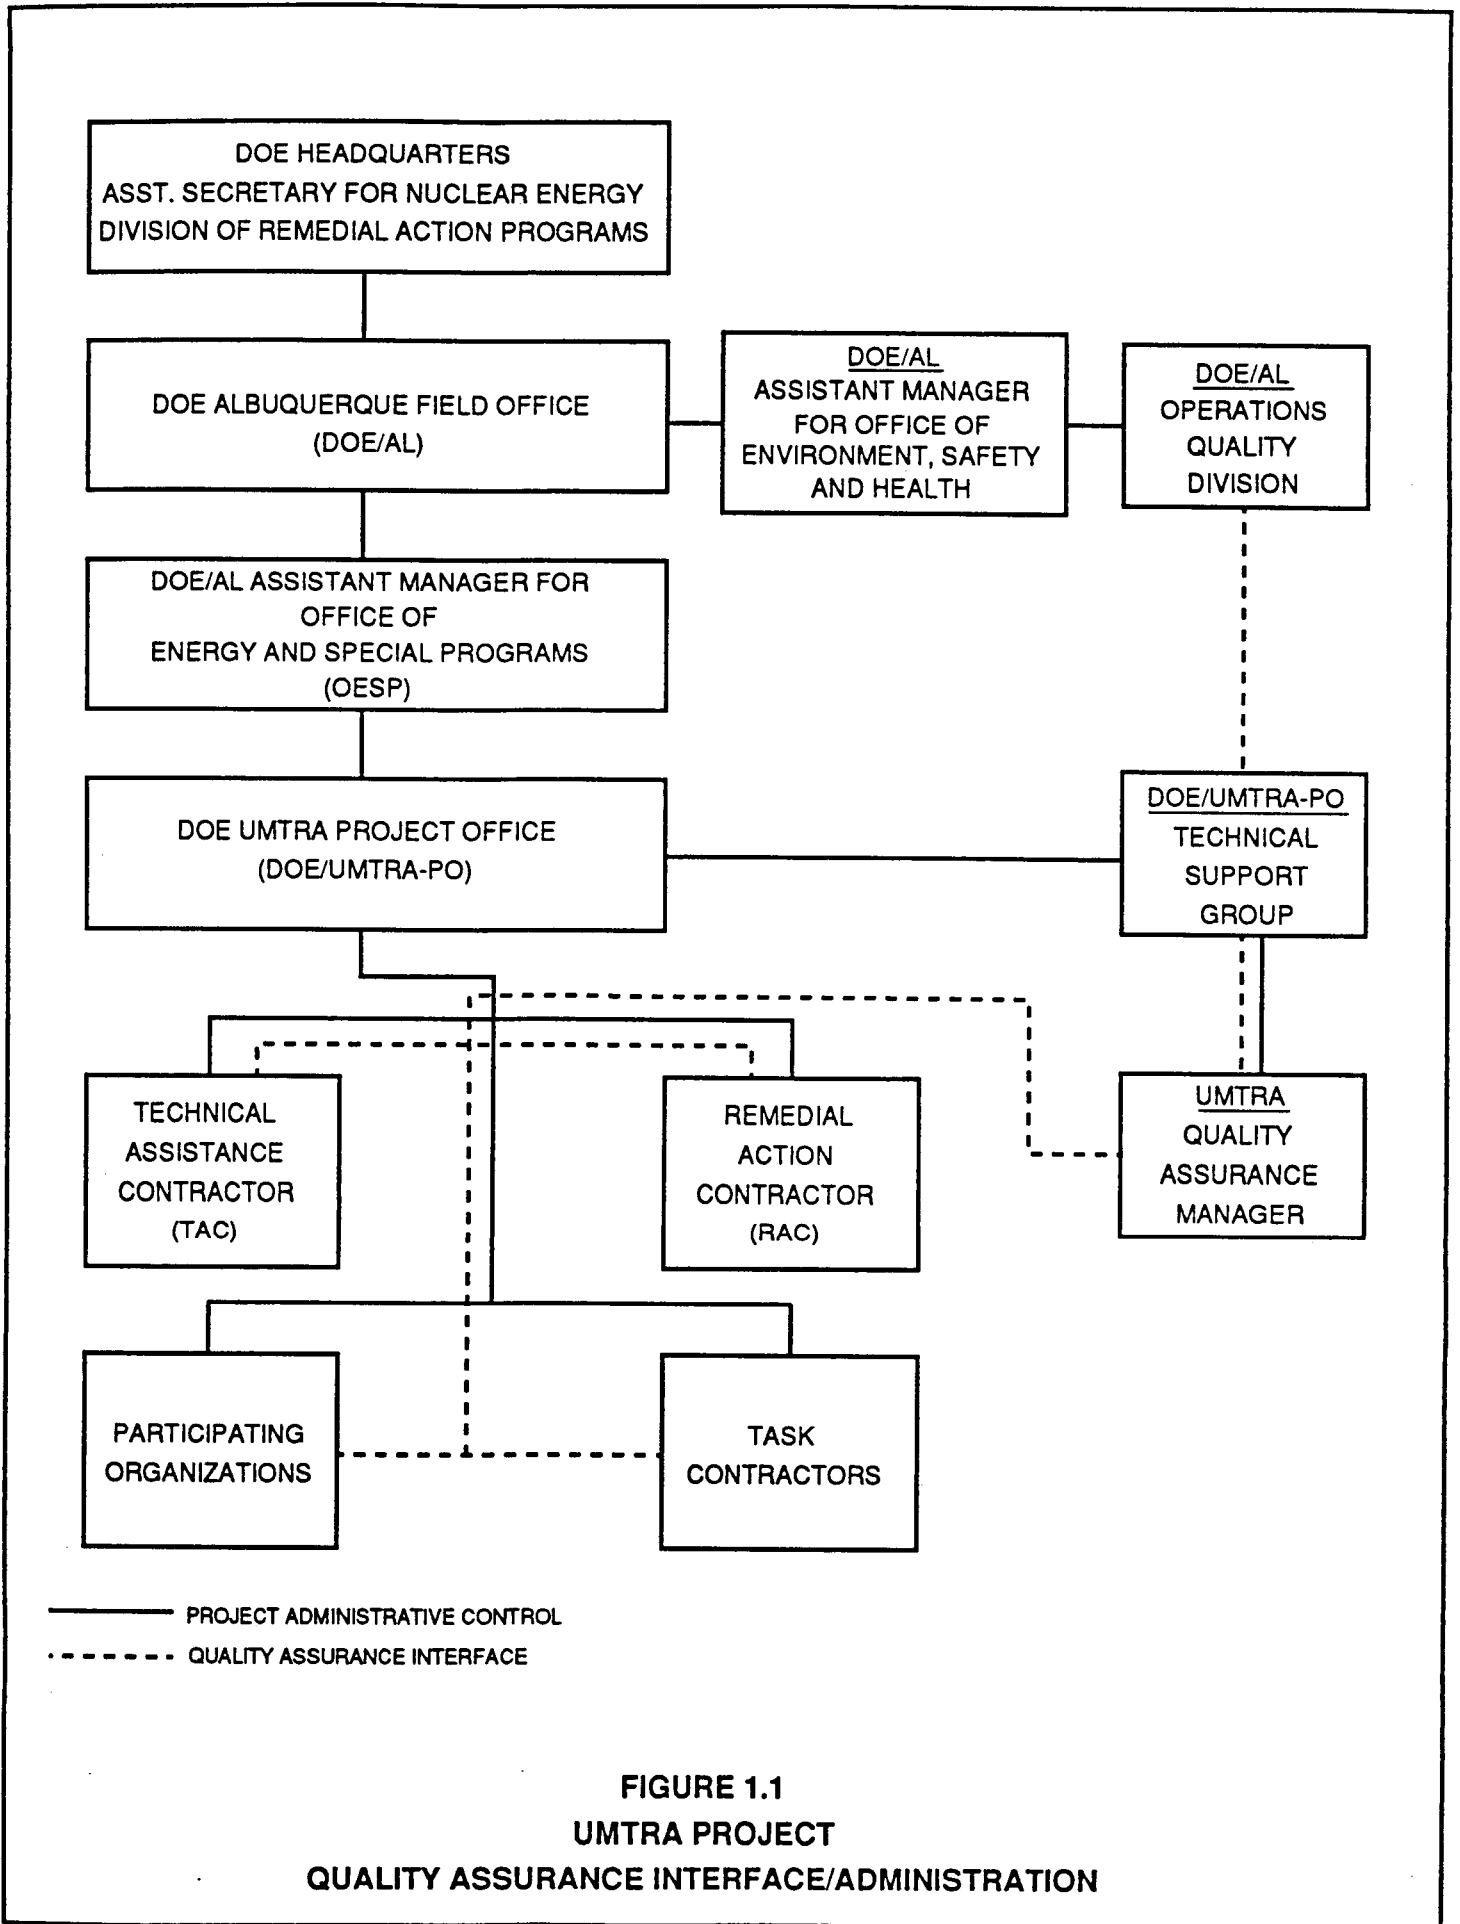 DOE HEADQUARTERS
ASST. SECRETARY FOR NUCLEAR ENERGY
DIVISION OF REMEDIAL ACTION PROGRAMS
DOE ALBUQUERQUE FIELD OFFICE
(DOE/AL)
DOE/AL
ASSISTANT MANAGER
FOR OFFICE OF
ENVIRONMENT, SAFETY
AND HEALTH
DOE/AL
OPERATIONS
QUALITY
DIVISION
DOE/AL ASSISTANT MANAGER FOR
OFFICE OF
ENERGY AND SPECIAL PROGRAMS
(OESP)
DOE UMTRA PROJECT OFFICE
(DOE/UMTRA-PO)
DOE/UMTRA-PO
TECHNICAL
SUPPORT
GROUP
TECHNICAL
ASSISTANCE
CONTRACTOR
(TAC)
REMEDIAL
ACTION
CONTRACTOR
(RAC)
UMTRA
QUALITY
ASSURANCE
MANAGER
PARTICIPATING
ORGANIZATIONS
TASK
CONTRACTORS
PROJECT ADMINISTRATIVE CONTROL
QUALITY ASSURANCE INTERFACE
FIGURE 1.1
UMTRA PROJECT
QUALITY ASSURANCE INTERFACE/ADMINISTRATION